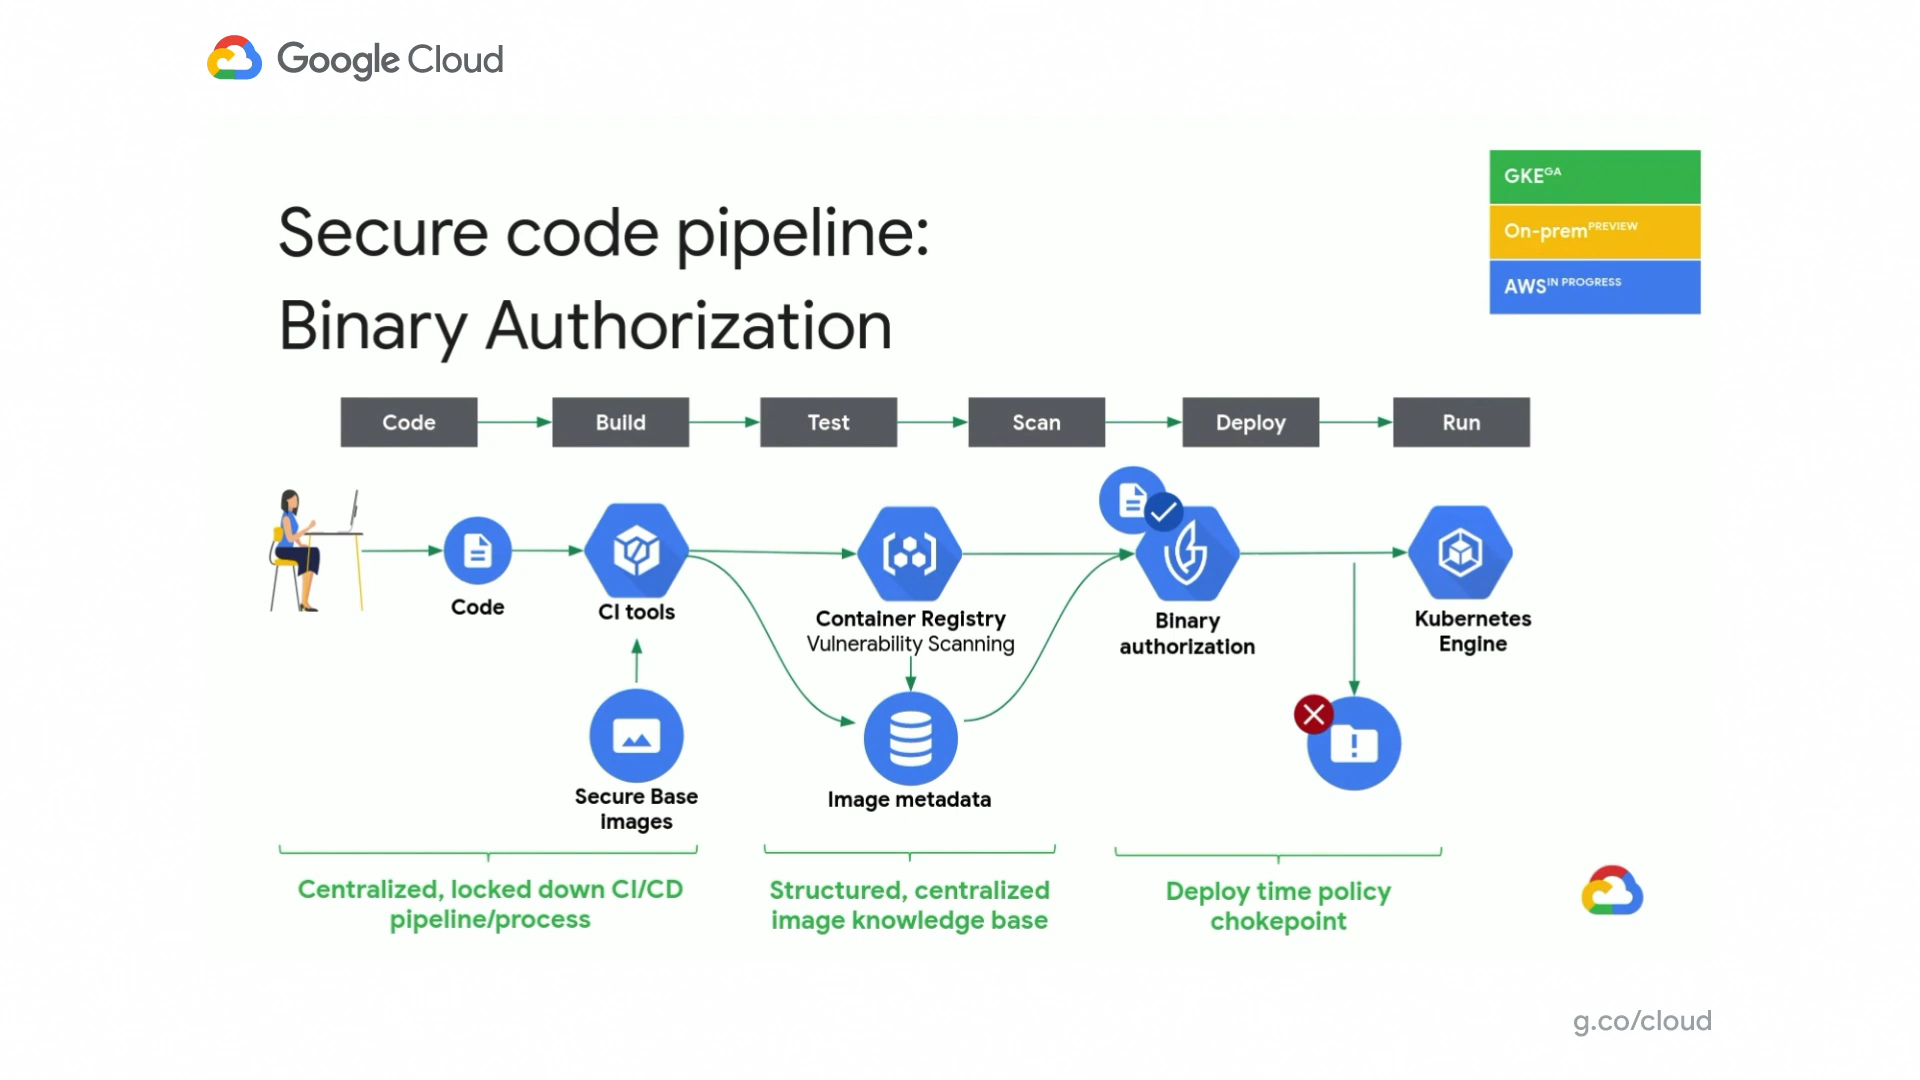 Google Cloud
GKE GA
On-prem PREVIEW
AWS IN PROGRESS
Secure code pipeline:
Binary Authorization
Code
Build
Test
Scan
Deploy
Run
Code
CI tools
Container Registry
Vulnerability Scanning
Binary
authorization
Kubernetes
Engine
Secure Base
images
Image metadata
Centralized, locked down CI/CD
pipeline/process
Structured, centralized
image knowledge base
Deploy time policy
chokepoint
g.co/cloud